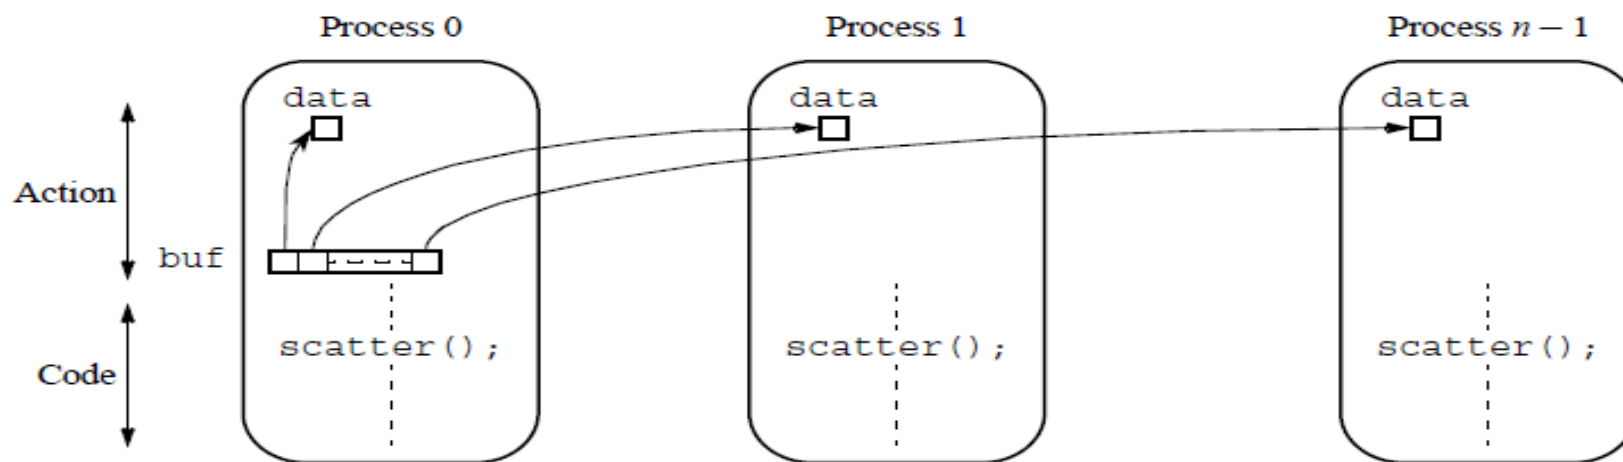 Process 0 Process 1 Process n − 1
data data data
Action
buf
scatter(); scatter(); scatter();
Code